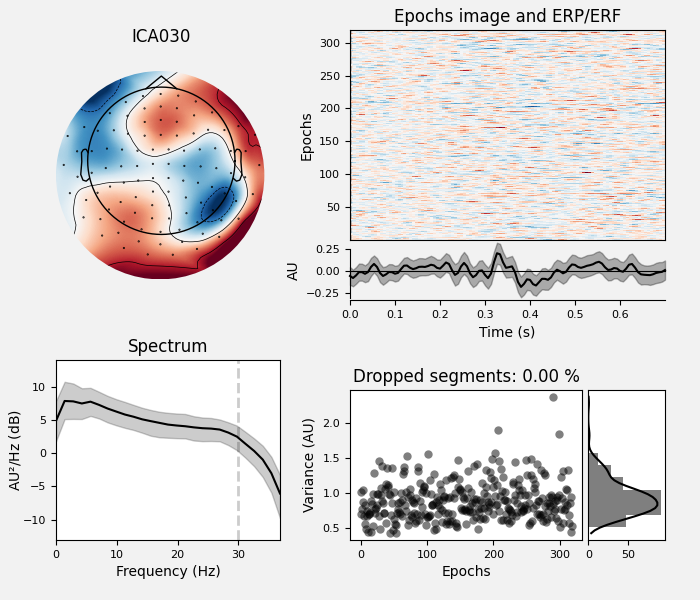 ICA030
Epochs image and ERP/ERF
300
250
200
150
100
50
Epochs
0.25
0.00
−0.25
AU
0.0 0.1 0.2 0.3 0.4 0.5 0.6
Time (s)
Spectrum
10
5
0
−5
−10
AU²/Hz (dB)
0 10 20 30
Frequency (Hz)
Dropped segments: 0.00 %
2.0
1.5
1.0
0.5
Variance (AU)
0 100 200 300
Epochs
0 50